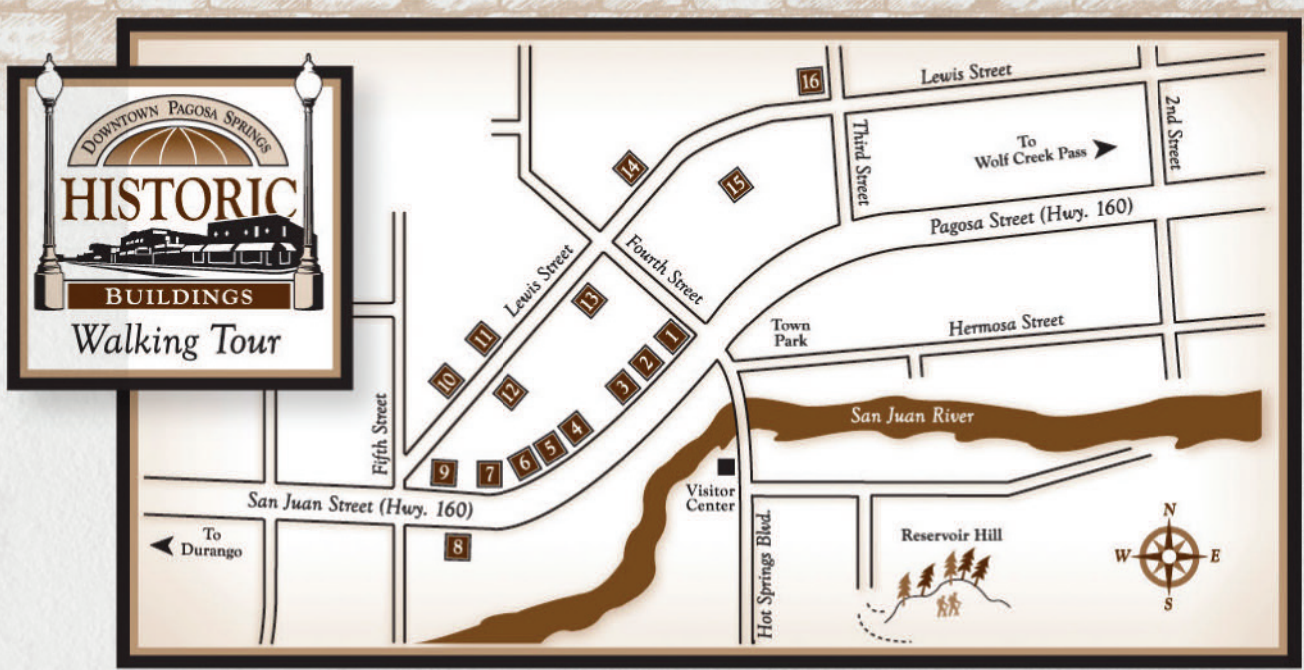 DOWNTOWN PAGOSA SPRINGS
HISTORIC
BUILDINGS
Walking Tour
16
Lewis Street
2nd Street
Third Street
To
Wolf Creek Pass
14
15
Pagosa Street (Hwy. 160)
Fourth Street
Lewis Street
13
1
Town
Park
Hermosa Street
11
2
10
12
3
San Juan River
4
Fifth Street
5
6
9
7
Visitor
Center
San Juan Street (Hwy. 160)
To
Durango
8
Hot Springs Blvd.
Reservoir Hill
N
W
E
S